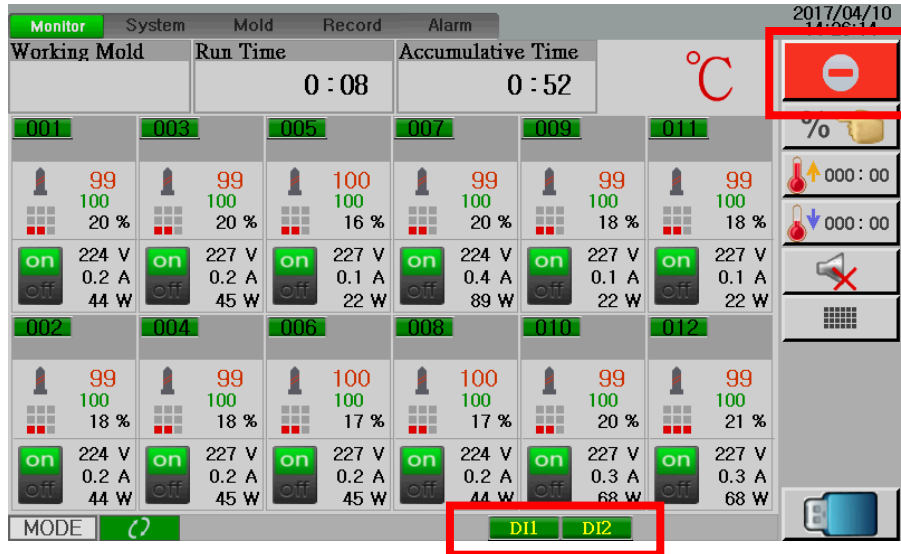 Monitor System Mold Record Alarm 2017/04/10
Working Mold Run Time Accumulative Time
0 : 08 0 : 52 °C
001 003 005 007 009 011 %
99 99 100 99 99 99
100 100 100 100 100 100 000 : 00
20 % 20 % 16 % 20 % 18 % 18 %
000 : 00
on 224 V on 227 V on 227 V on 224 V on 227 V on 227 V
off 0.2 A off 0.2 A off 0.1 A off 0.4 A off 0.1 A off 0.1 A
44 W 45 W 22 W 89 W 22 W 22 W
002 004 006 008 010 012
99 99 100 100 99 99
100 100 100 100 100 100
18 % 18 % 17 % 17 % 20 % 21 %
on 224 V on 227 V on 227 V on 224 V on 227 V on 227 V
off 0.2 A off 0.2 A off 0.2 A off 0.2 A off 0.3 A off 0.3 A
44 W 45 W 45 W 44 W 68 W 68 W
MODE DI1 DI2